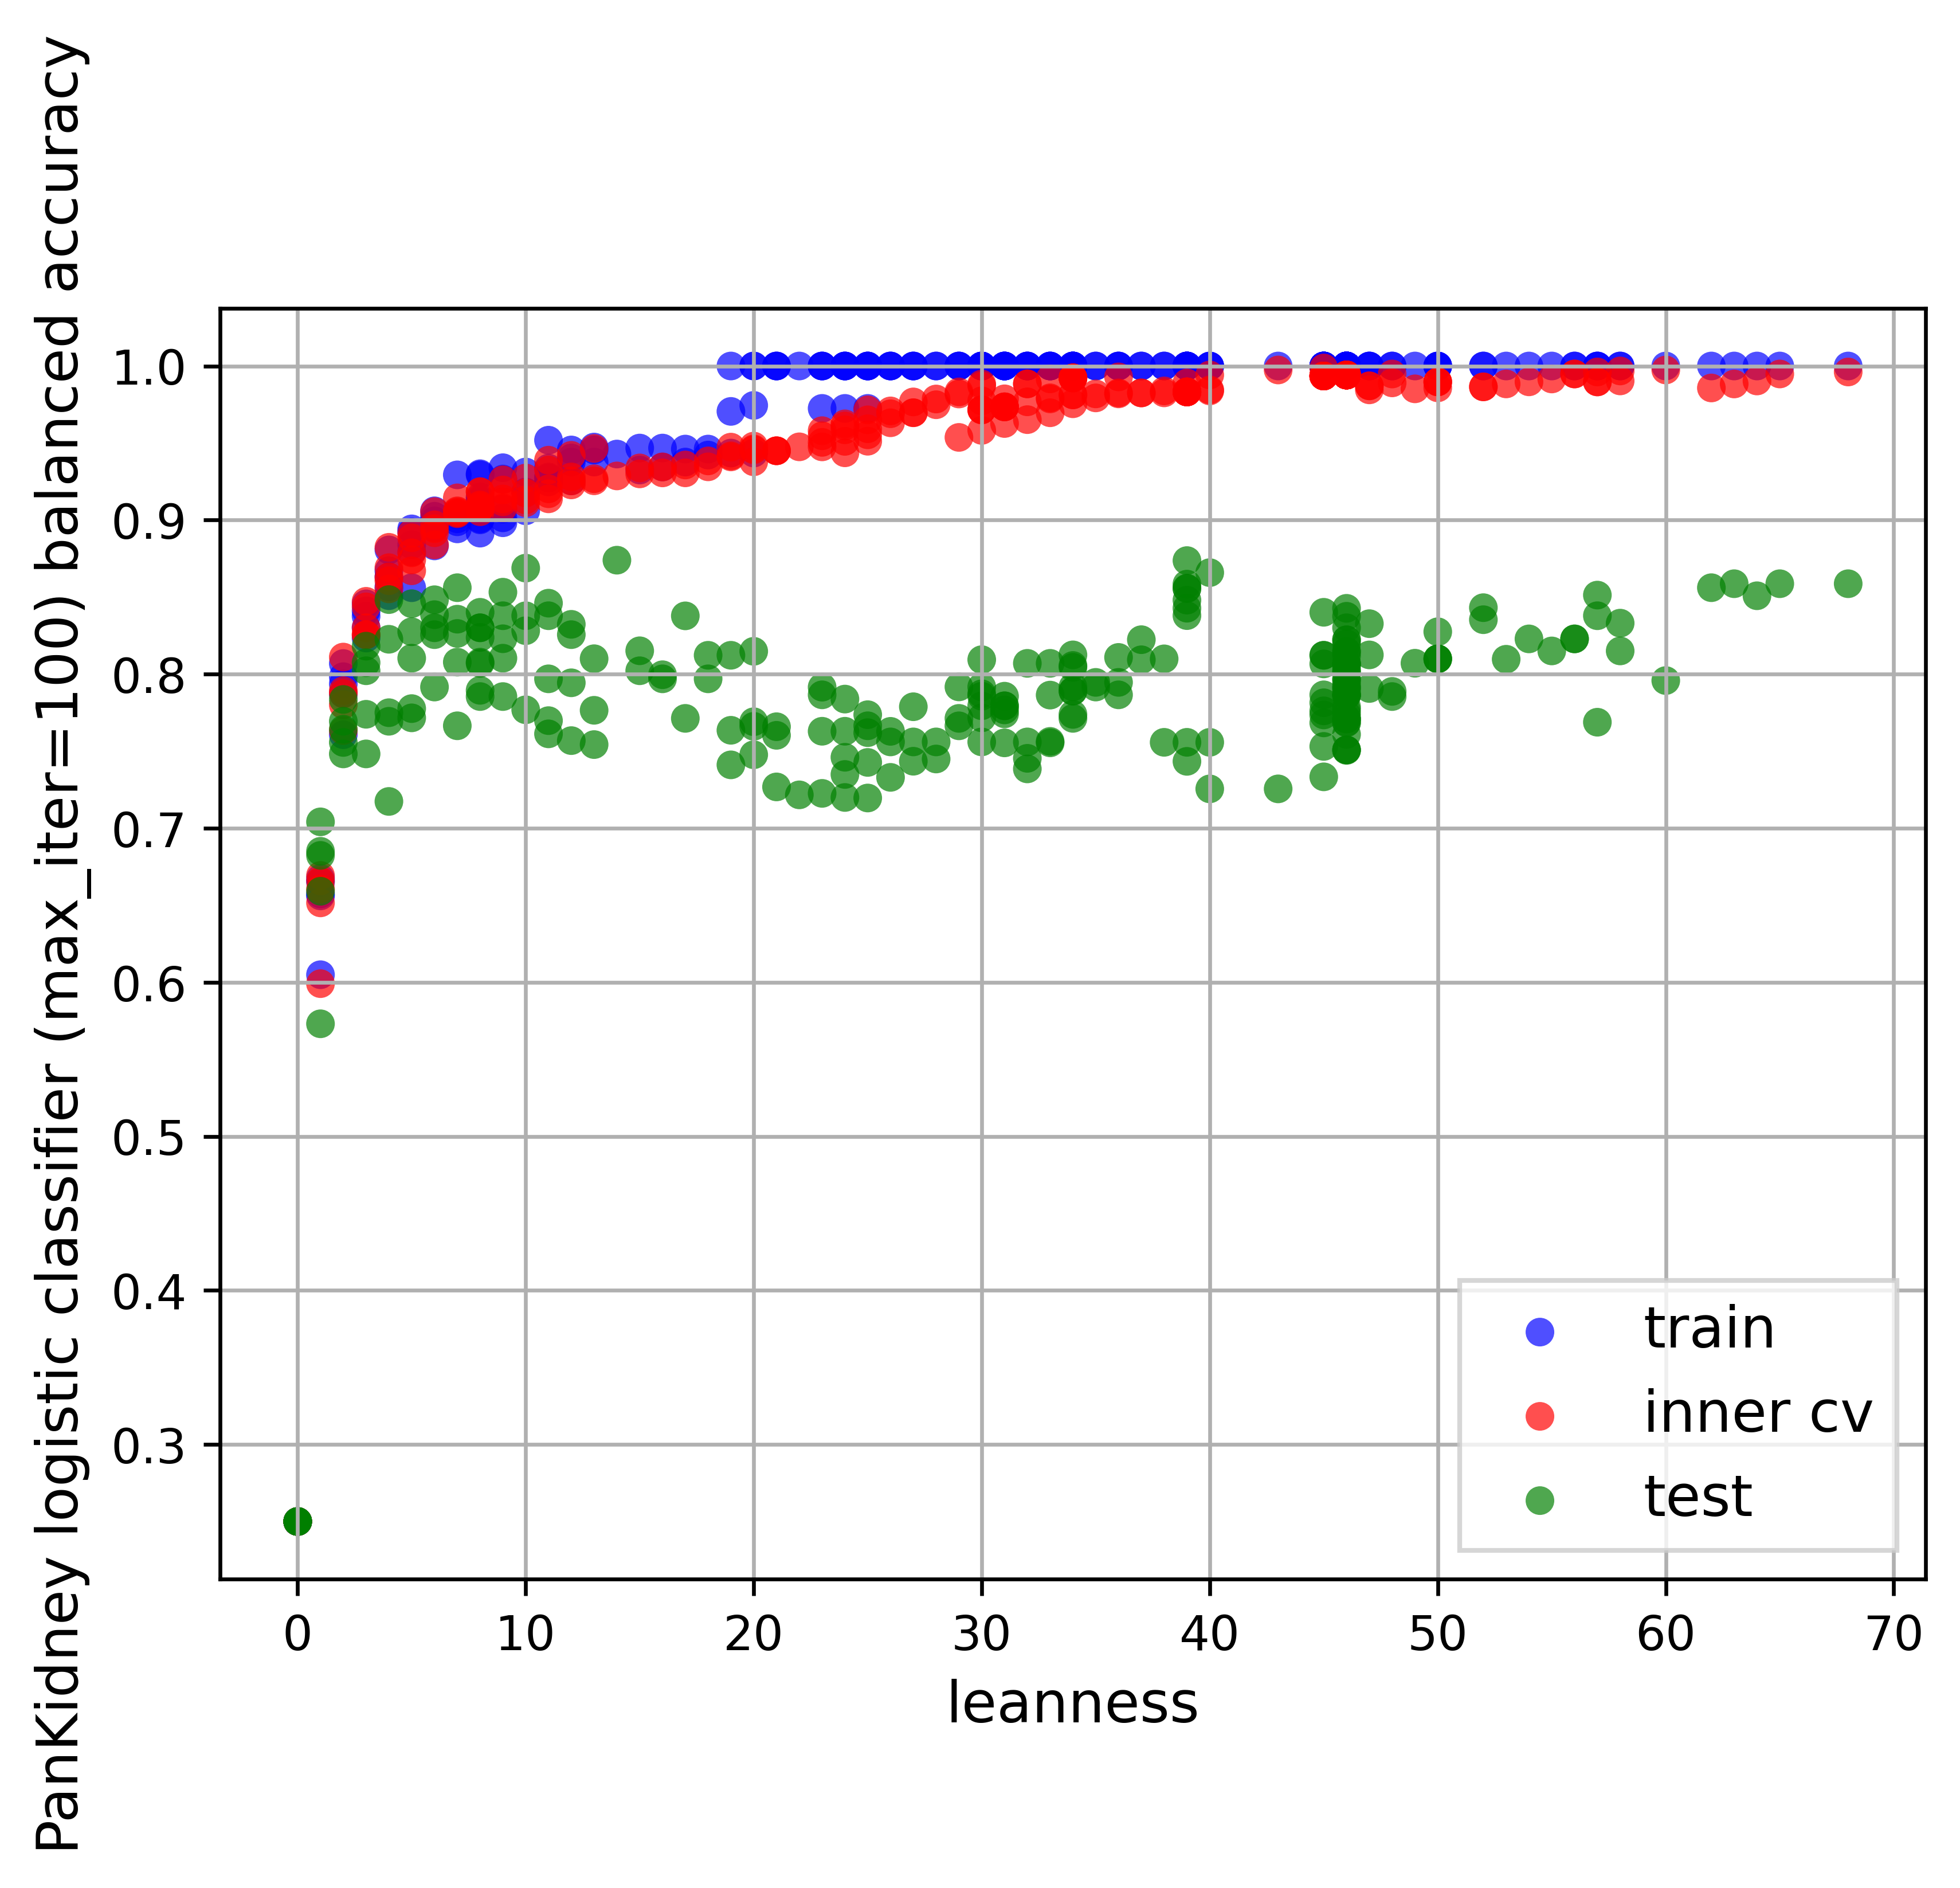 PanKidney logistic classifier (max_iter=100) balanced accuracy
1.0
0.9
0.8
0.7
0.6
0.5
0.4
0.3
train
inner cv
test
0 10 20 30 40 50 60 70
leanness